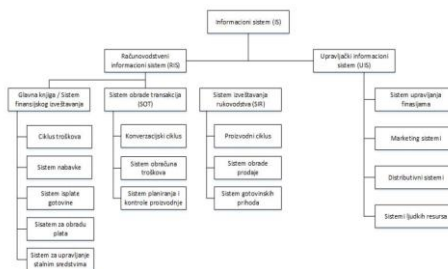 Informacioni sistem (IS)
Računovodstveni
informacioni sistem (RIS)
Upravljački informacioni
sistem (UIS)
Glavna knjiga / Sistem
finansijskog izveštavanja
Sistem obrade transakcija
(SOT)
Sistem izveštavanja
rukovodstva (SIR)
Sistem upravljanja
finansijama
Ciklus troškova
Konverzacijski ciklus
Proizvodni ciklus
Marketing sistemi
Sistem nabavke
Sistem obračuna
troškova
Sistem obrade
prodaje
Distributivni sistemi
Sistem isplate
gotovine
Sistem planiranja i
kontrole proizvodnje
Sistem gotovinskih
prihoda
Sistemi ljudkih resursa
Sisatem za obradu
plata
Sistem za upravljanje
stalnim sredstvima